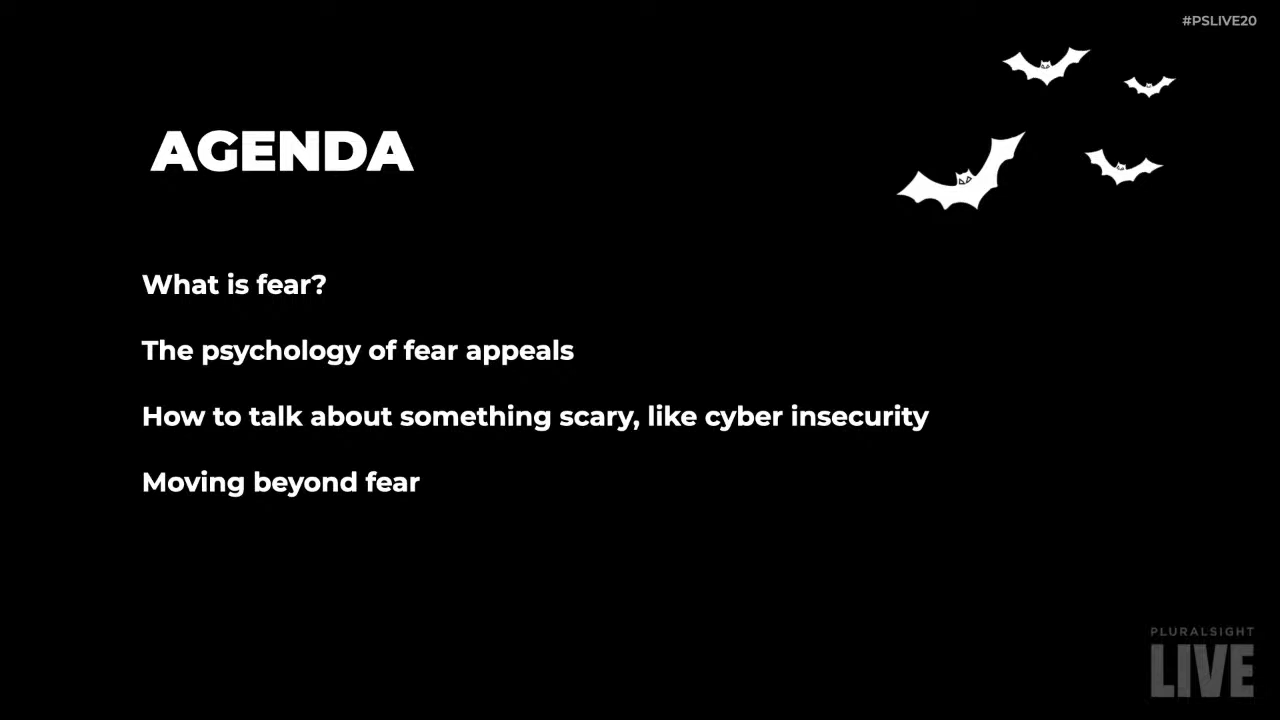 #PSLIVE20
AGENDA
What is fear?
The psychology of fear appeals
How to talk about something scary, like cyber insecurity
Moving beyond fear
PLURALSIGHT
LIVE